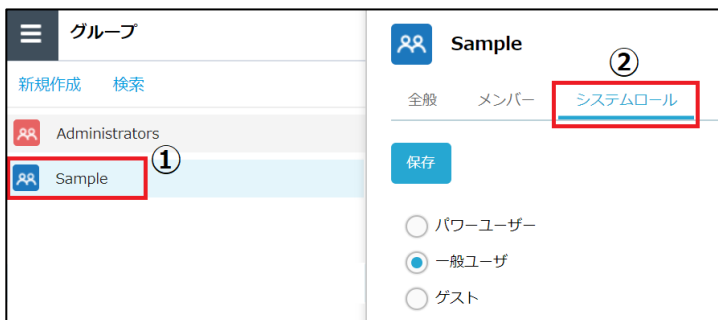 グループ
新規作成 検索
Administrators
①
Sample
Sample
②
全般 メンバー システムロール
保存
パワーユーザー
一般ユーザ
ゲスト